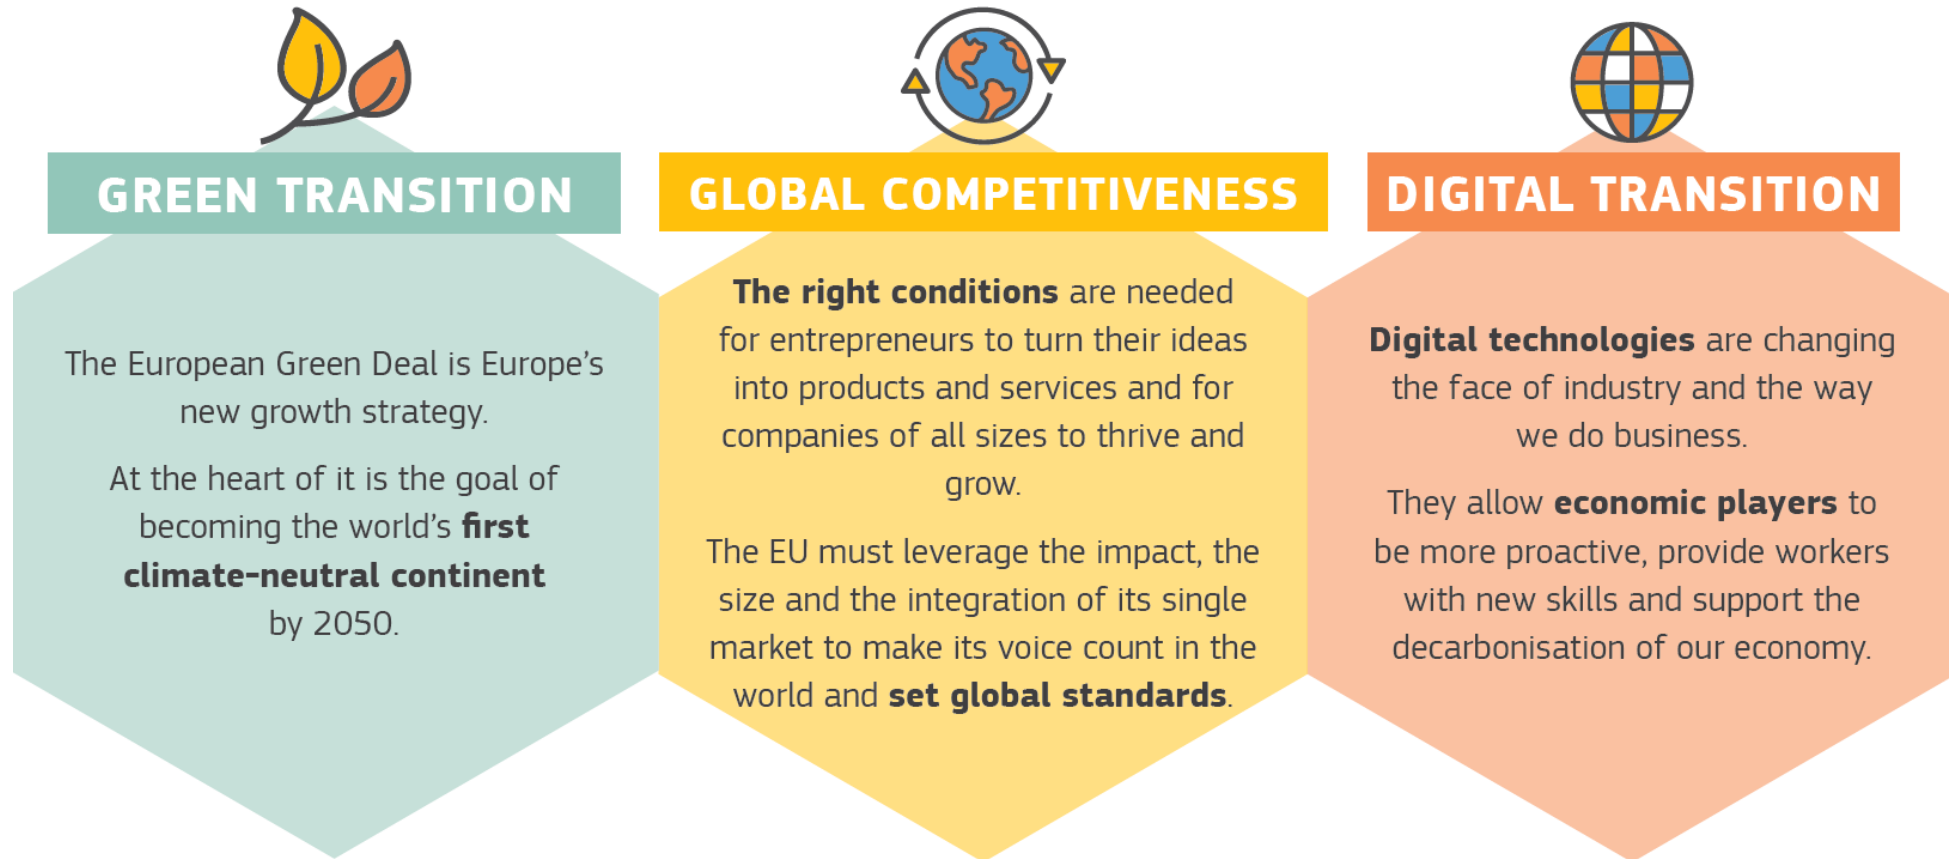 GREEN TRANSITION
The European Green Deal is Europe's
new growth strategy.
At the heart of it is the goal of
becoming the world's first
climate-neutral continent
by 2050.
GLOBAL COMPETITIVENESS
The right conditions are needed
for entrepreneurs to turn their ideas
into products and services and for
companies of all sizes to thrive and
grow.
The EU must leverage the impact, the
size and the integration of its single
market to make its voice count in the
world and set global standards.
DIGITAL TRANSITION
Digital technologies are changing
the face of industry and the way
we do business.
They allow economic players to
be more proactive, provide workers
with new skills and support the
decarbonisation of our economy.